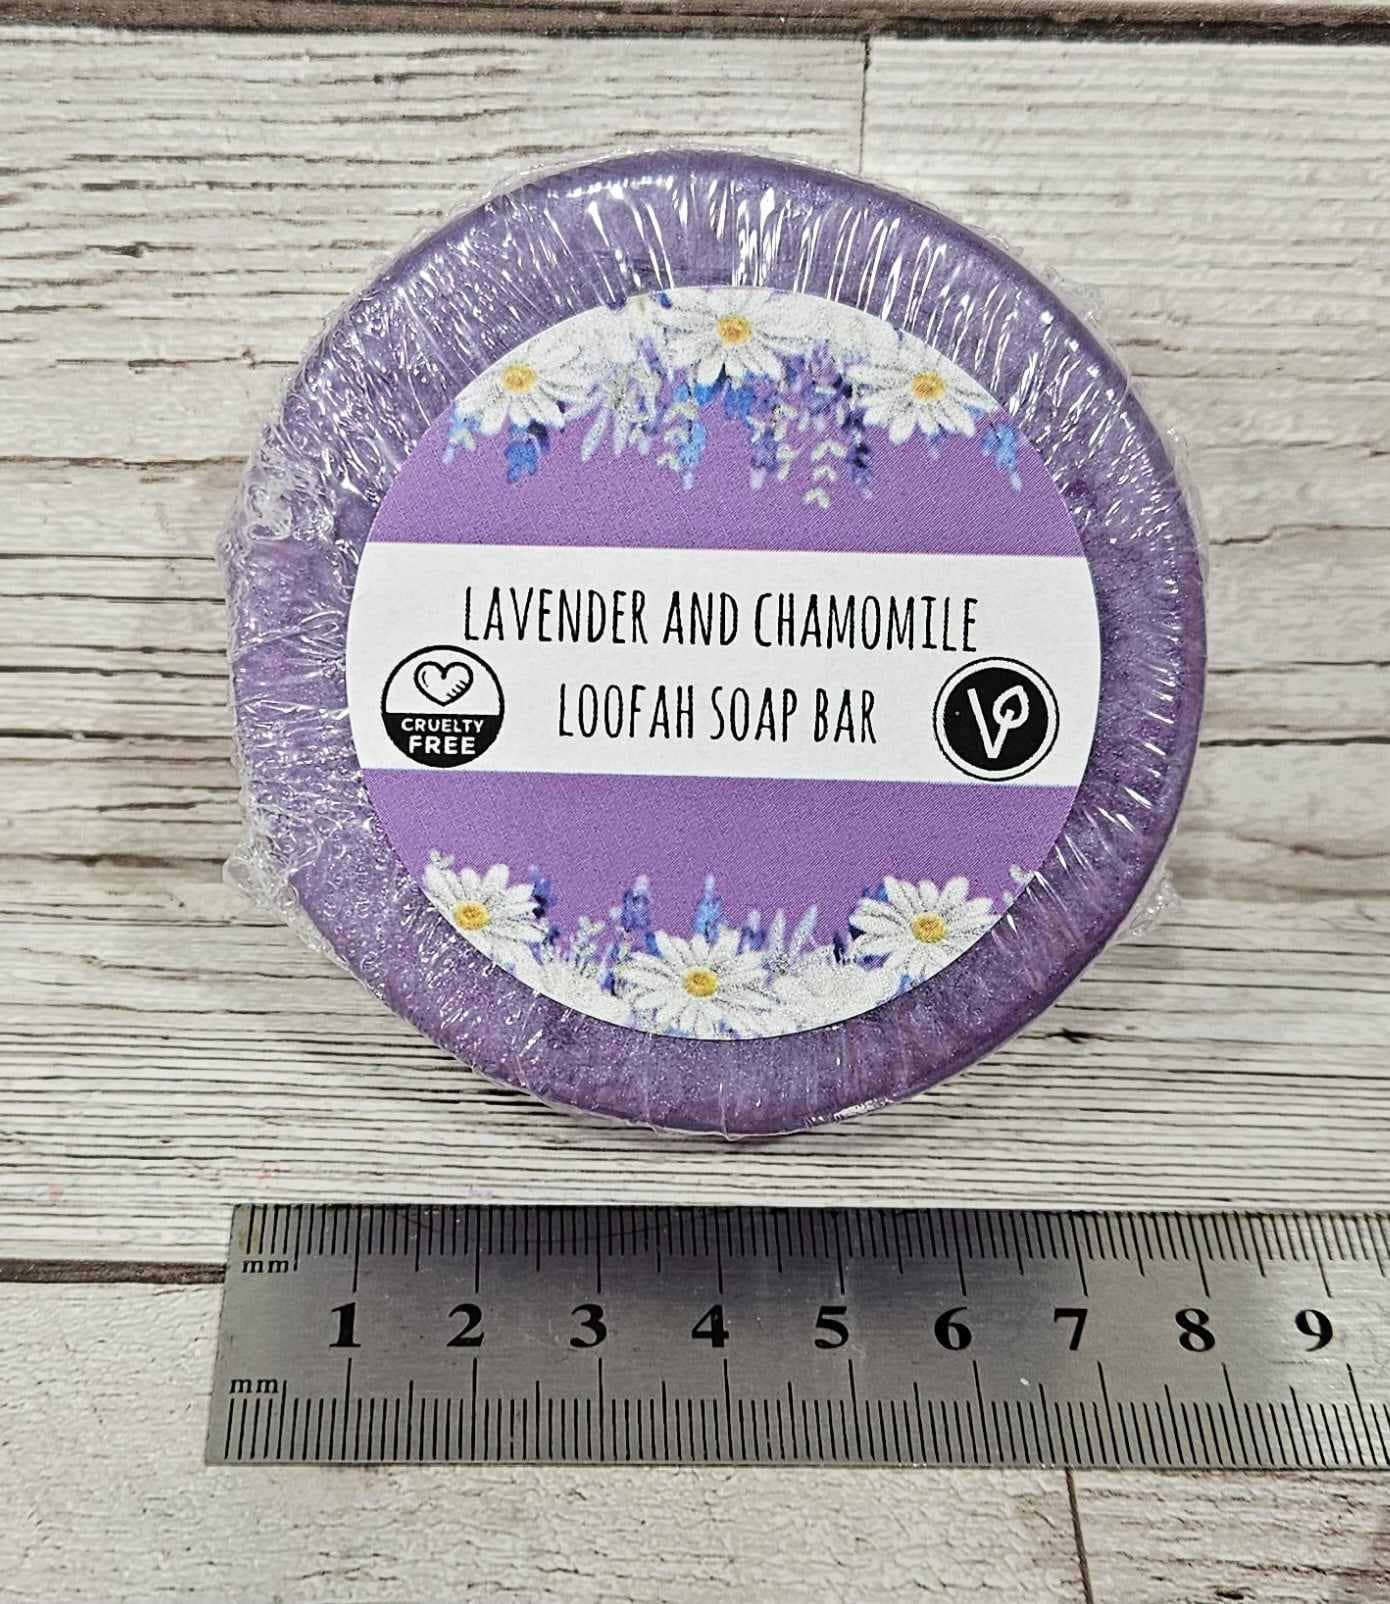 LAVENDER AND CHAMOMILE
LOOFAH SOAP BAR
CRUELTY
FREE
V
mm
1 2 3 4 5 6 7 8 9
mm